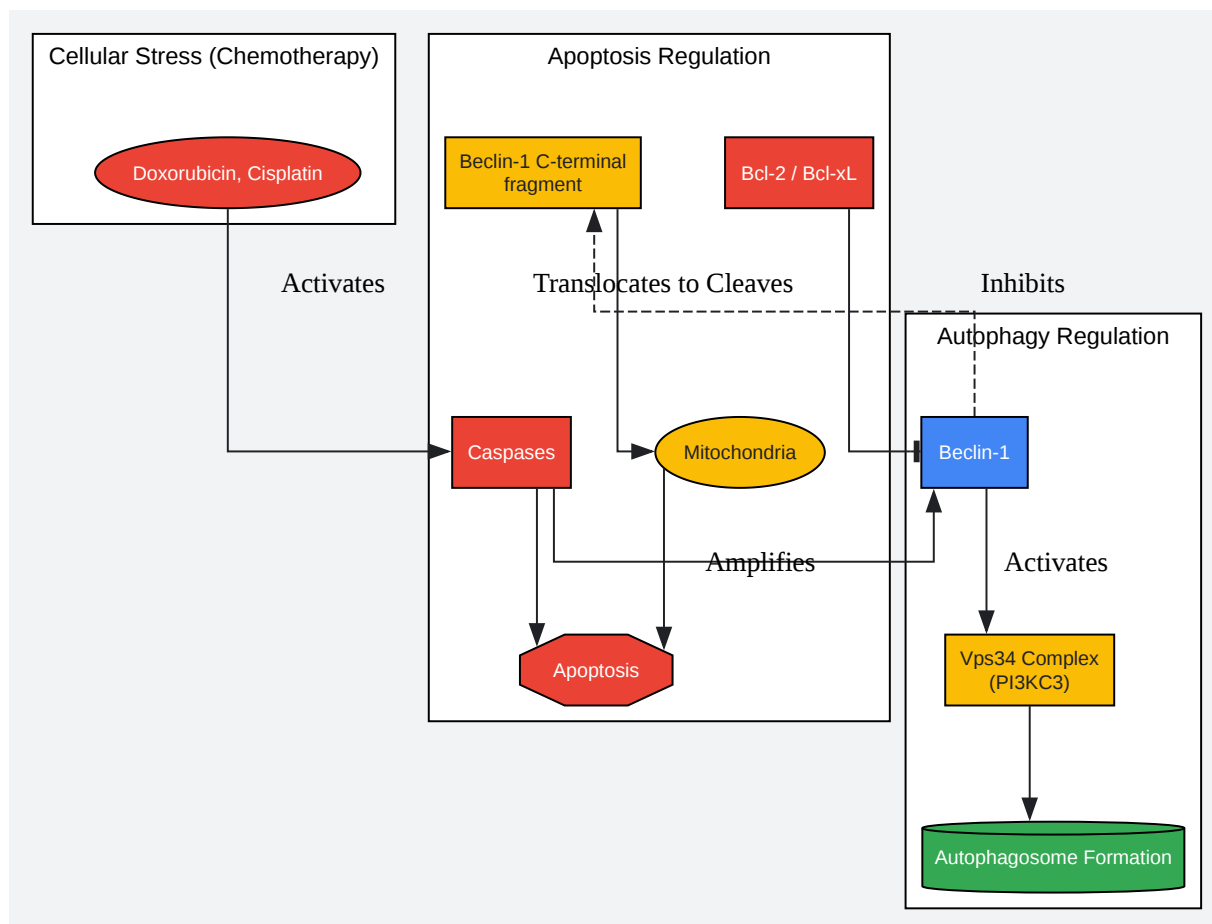 Cellular Stress (Chemotherapy)
Apoptosis Regulation
Doxorubicin, Cisplatin
Beclin-1 C-terminal
fragment
Bcl-2 / Bcl-xL
Activates
Translocates to Cleaves
Inhibits
Autophagy Regulation
Caspases
Mitochondria
Beclin-1
Amplifies
Activates
Apoptosis
Vps34 Complex
(PI3KC3)
Autophagosome Formation